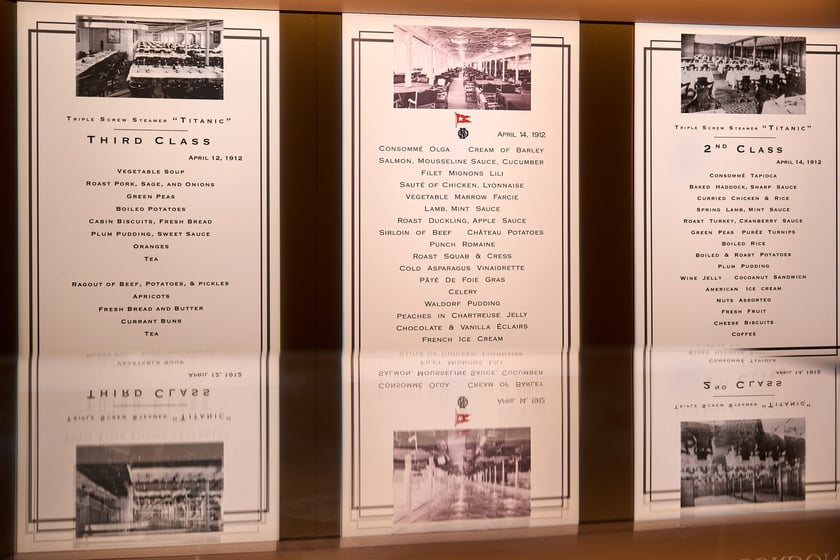 Triple Screw Steamer "Titanic"
Third Class
April 12, 1912
Vegetable Soup
Roast Pork, Sage, and Onions
Green Peas
Boiled Potatoes
Cabin Biscuits, Fresh Bread
Plum Pudding, Sweet Sauce
Oranges
Tea
Ragout of Beef, Potatoes, & pickles
Apricots
Fresh Bread and Butter
Currant Buns
Tea
April 14, 1912
Consommé Olga Cream of Barley
Salmon, Mousseline Sauce, Cucumber
Filet Mignons Lili
Sauté of Chicken, Lyonnaise
Vegetable Marrow Farcie
Lamb, Mint Sauce
Roast Duckling, Apple Sauce
Sirloin of Beef Château Potatoes
Punch Romaine
Roast Squab & Cress
Cold Asparagus Vinaigrette
Pâté De Foie Gras
Celery
Waldorf Pudding
Peaches in Chartreuse Jelly
Chocolate & Vanilla Éclairs
French Ice Cream
Triple Screw Steamer "Titanic"
2nd Class
April 14, 1912
Consommé Tapioca
Baked Haddock, Sharp Sauce
Curried Chicken & Rice
Spring Lamb, Mint Sauce
Roast Turkey, Cranberry Sauce
Green Peas Purée Turnips
Boiled Rice
Boiled & Roast Potatoes
Plum Pudding
Wine Jelly Cocoanut Sandwich
American Ice cream
Nuts Assorted
Fresh Fruit
Cheese Biscuits
Coffee